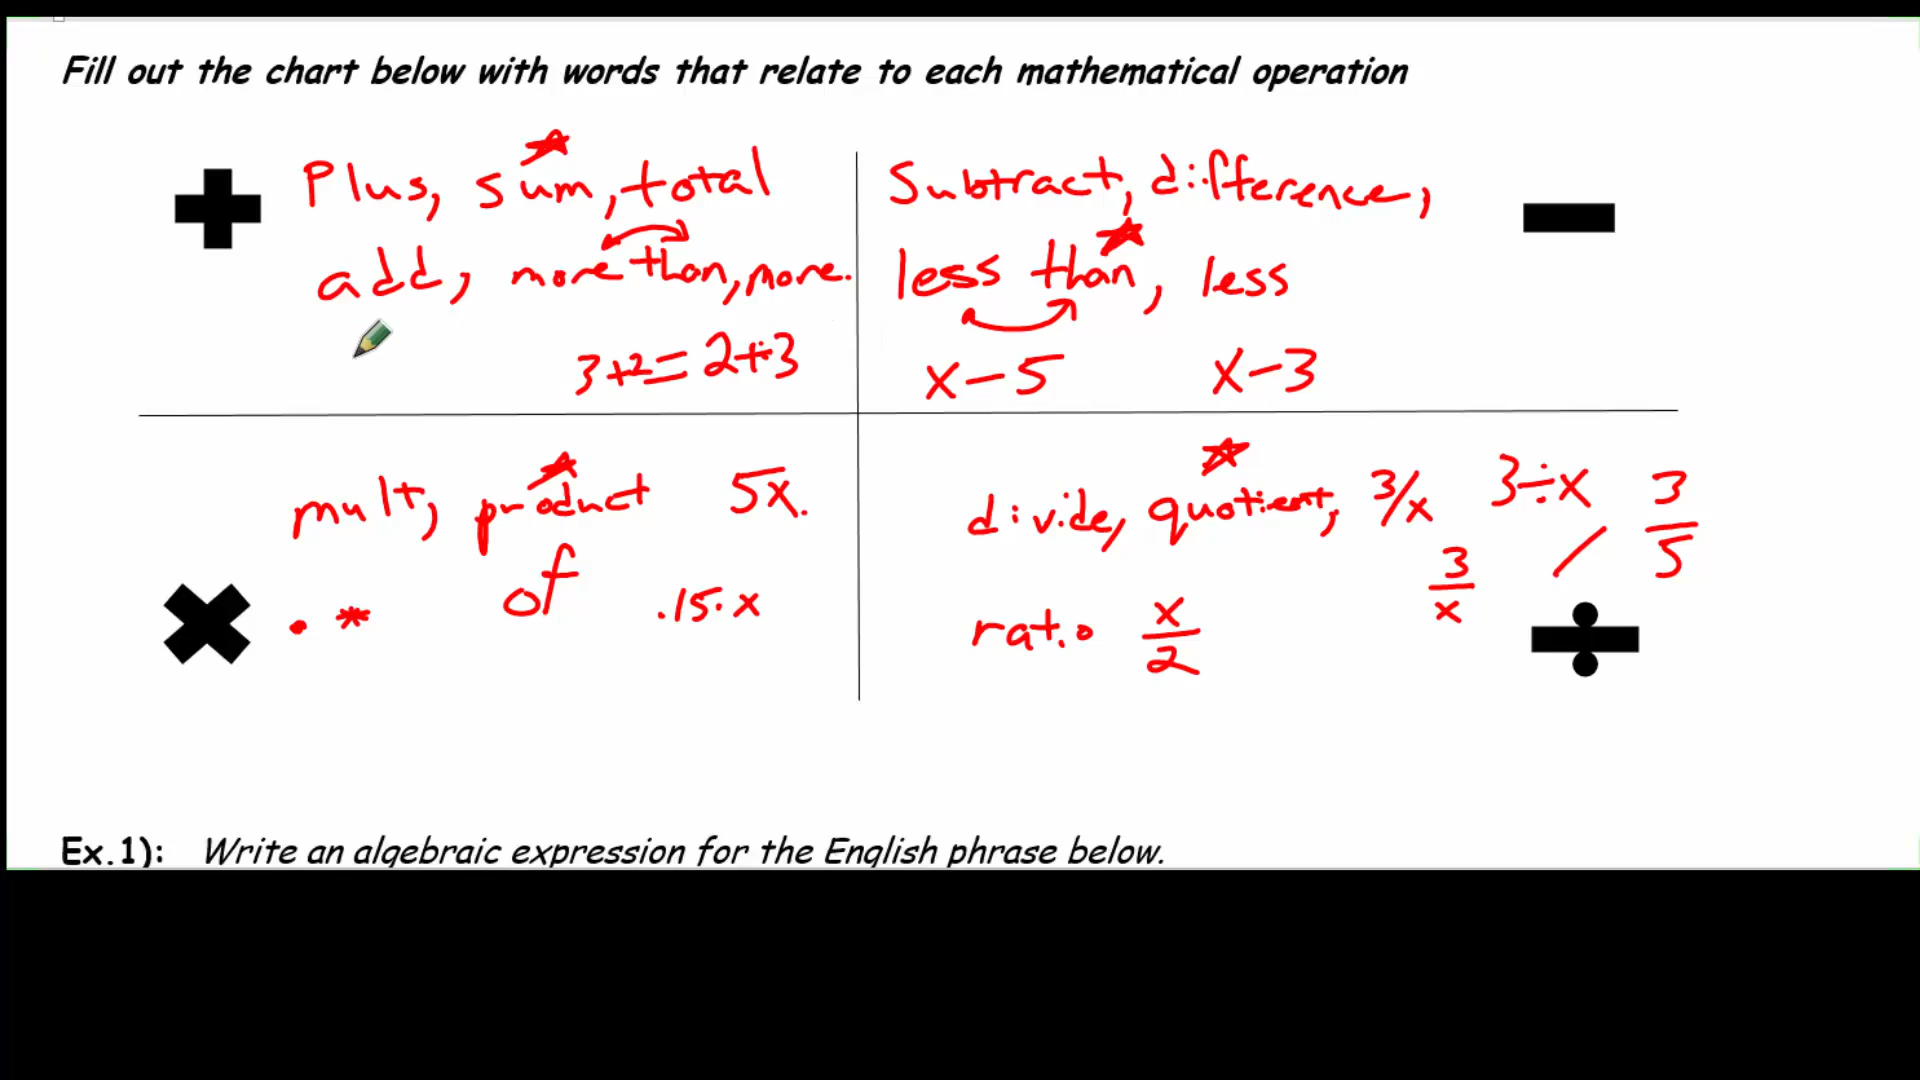 Fill out the chart below with words that relate to each mathematical operation
Plus, sum, total
add, more than, more.
3+2=2+3
Subtract, difference,
less than, less
x-5 x-3
mult, product 5x.
• * of .15·x
divide, quotient, 3/x 3÷x 3/5
3/x /
ratio x/2
Ex.1): Write an algebraic expression for the English phrase below.